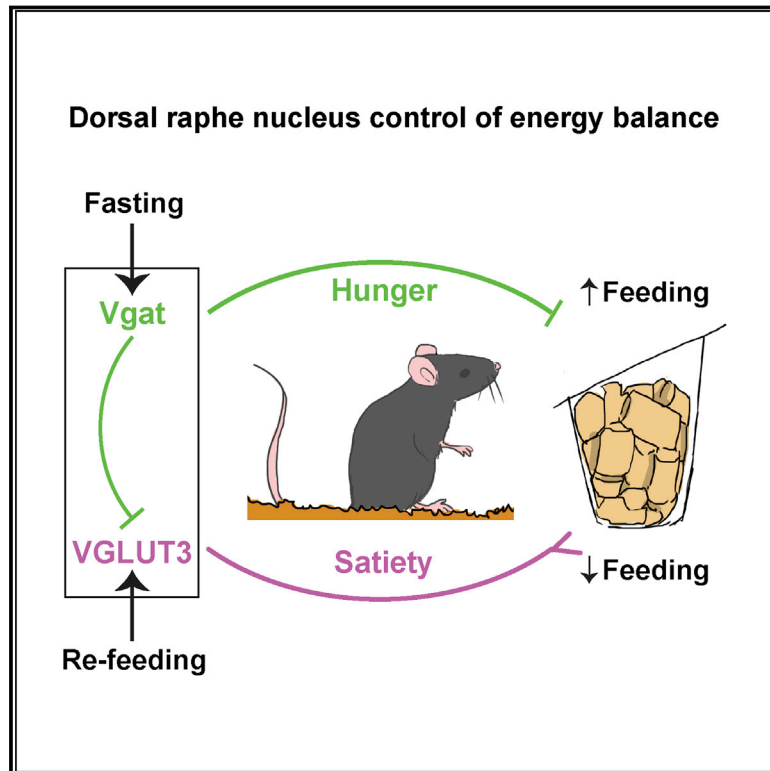 Dorsal raphe nucleus control of energy balance
Fasting
Vgat
Hunger
↑Feeding
VGLUT3
Satiety
↓Feeding
Re-feeding